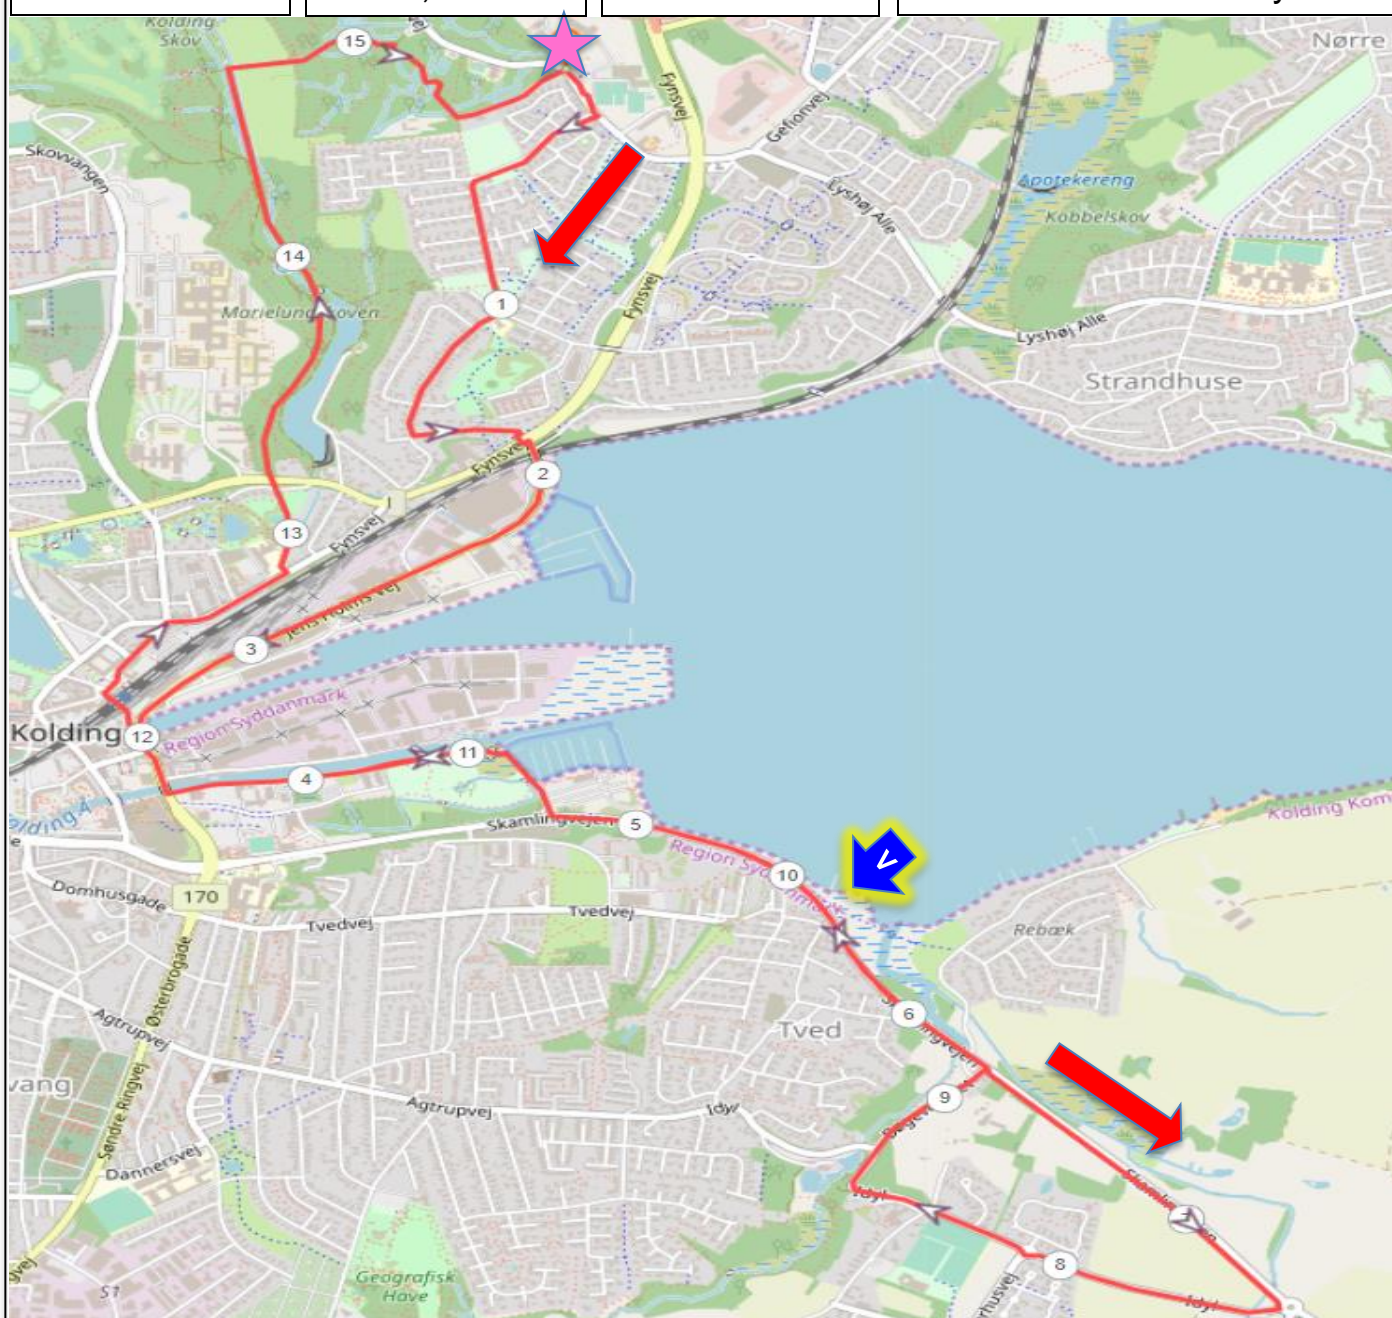 Kolding
Skov
15
Nørre
Fynsvej
Gefionvej
Skovvangen
Apotekereng
Lyshøj Alle
Kobbelskov
14
1
Fynsvej
Lyshøj Alle
Strandhuse
Fynsvej
2
13
Fynsvej
Jens Holms vej
3
Region Syddanmark
Kolding
12
11
4
Skamlingvejen
5
Kolding Kom
Region Syddanmark
10
V
Domhusgade
170
Tvedvej
Tvedvej
Rebæk
Østerbrogade
6
Agtrupvej
Tved
vang
9
Agtrupvej
Idyl
Søndre Ringvej
Dannersvej
Idyl
8
Geografisk
Have
Idyl